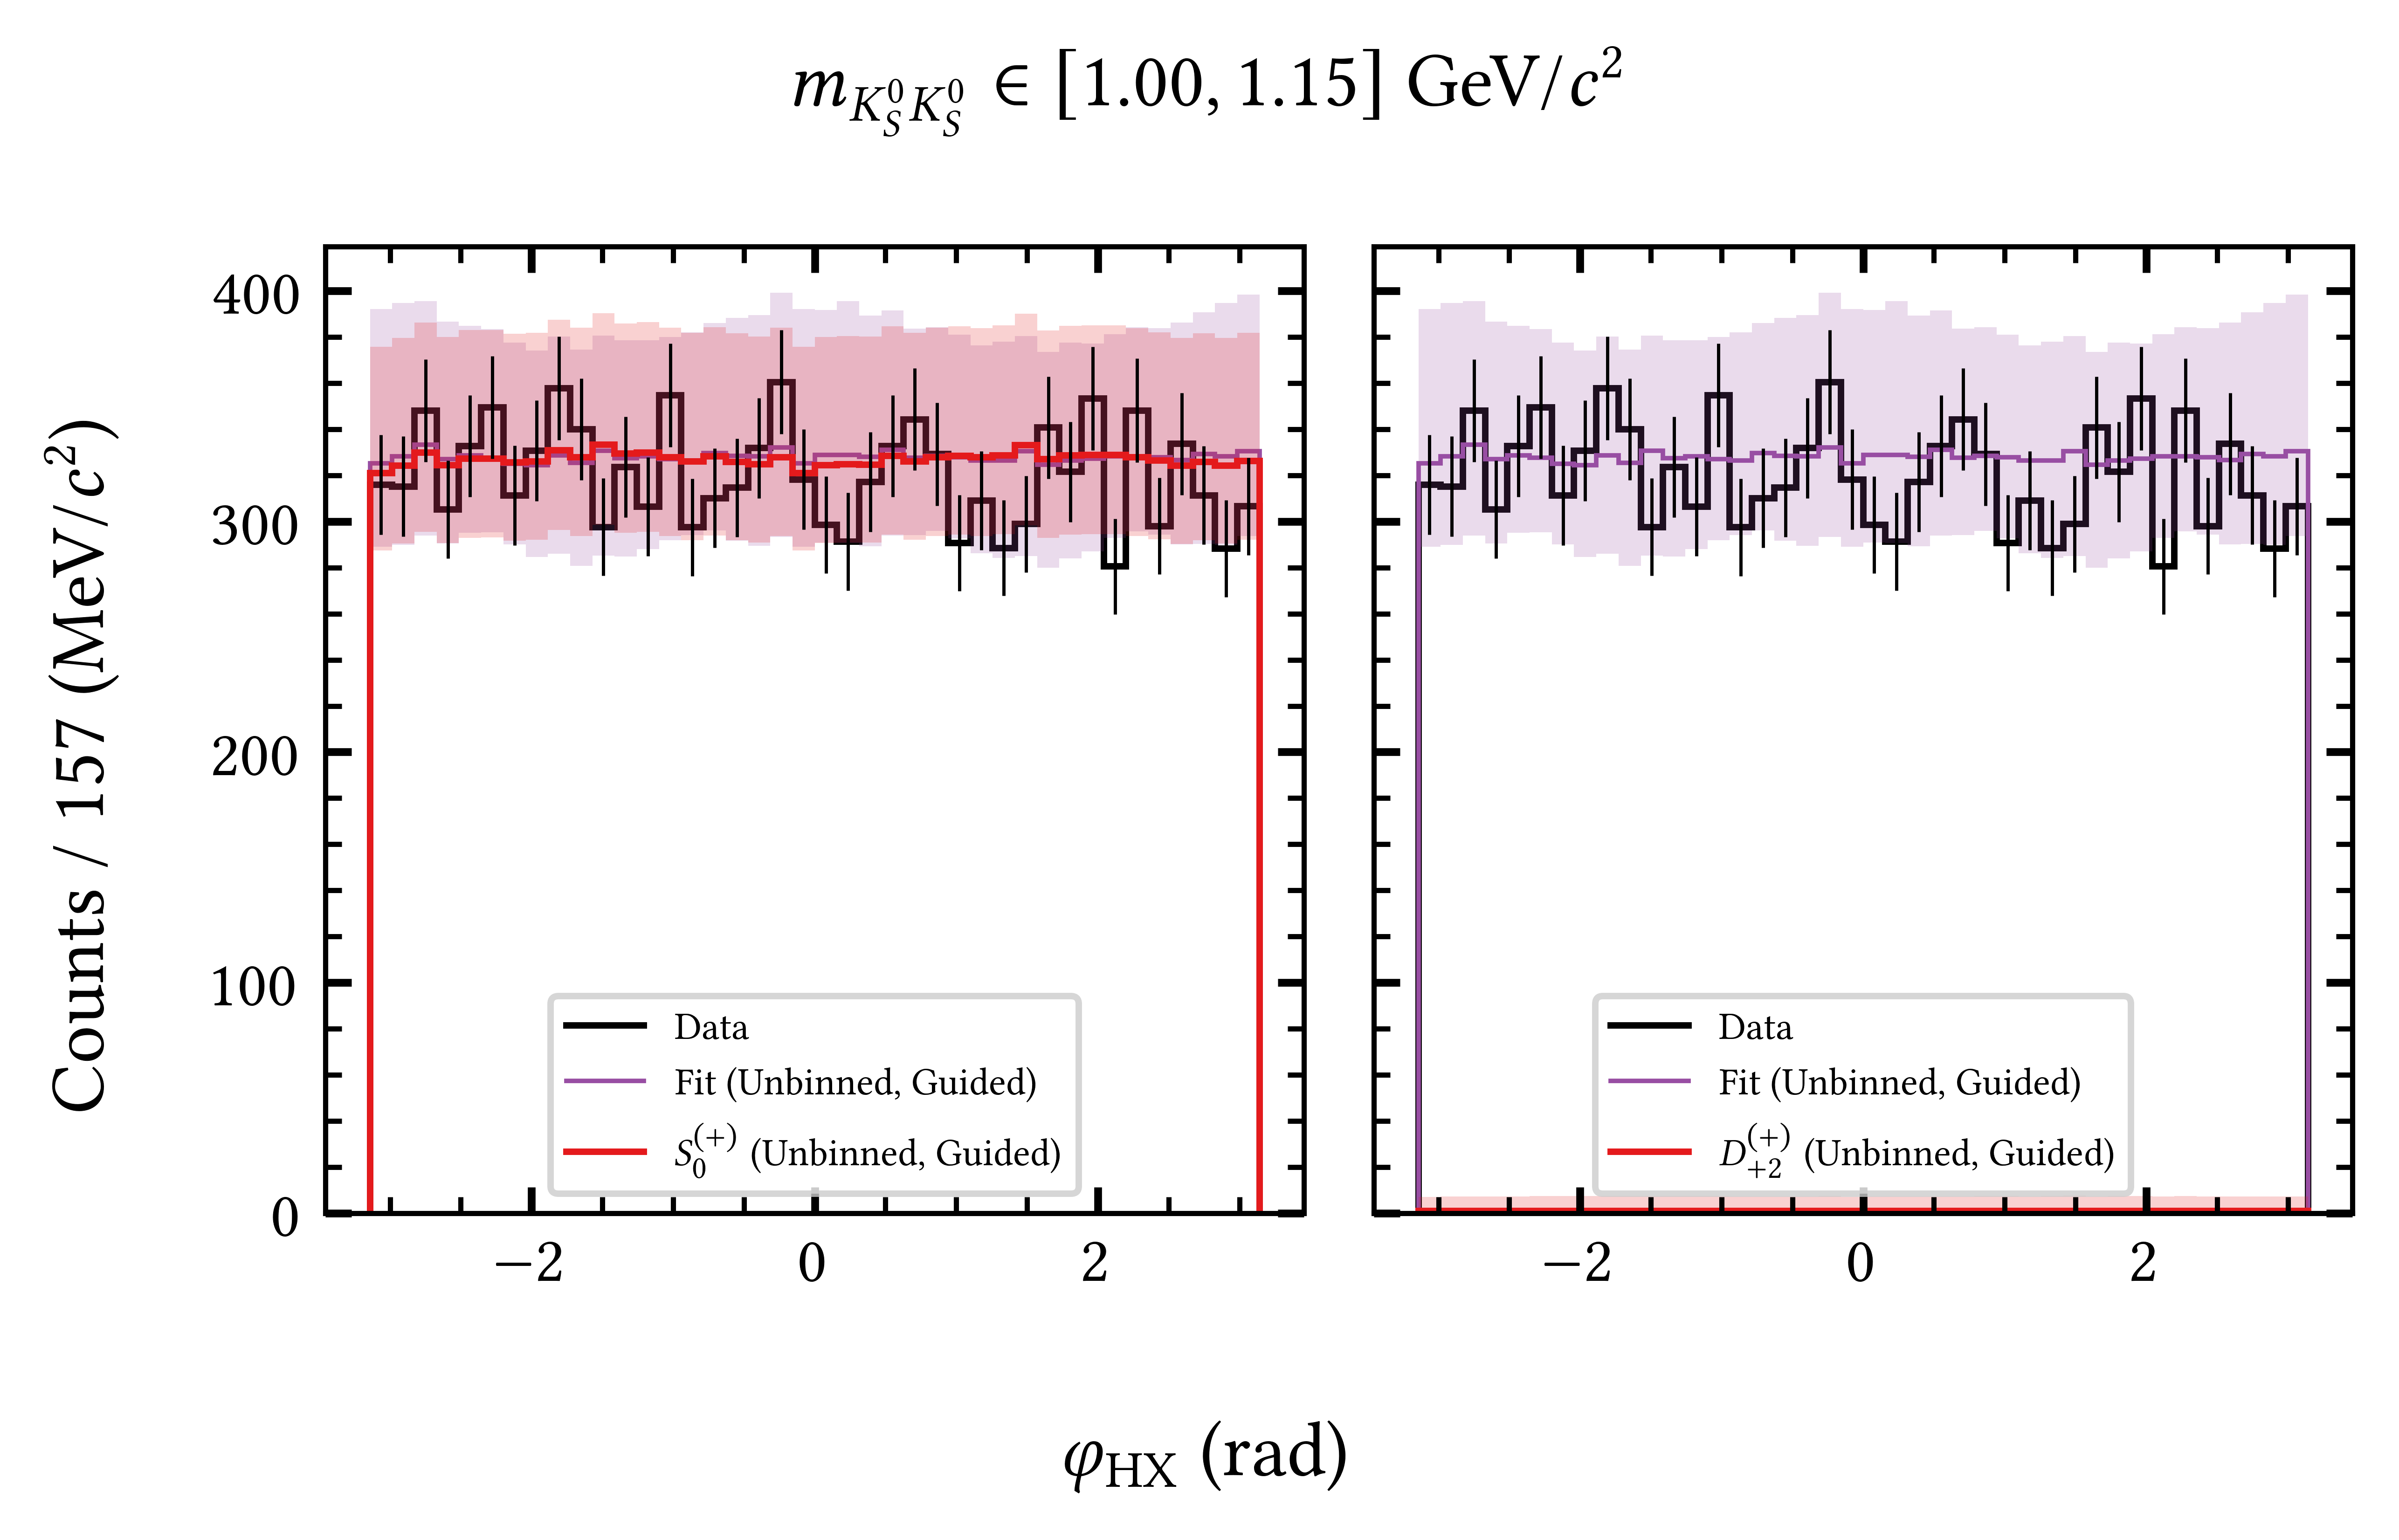 m_{K_S^0 K_S^0} ∈ [1.00, 1.15] GeV/c²
Counts / 157 (MeV/c²)
400
300
200
100
0
Data
Fit (Unbinned, Guided)
S_0^{(+)} (Unbinned, Guided)
Data
Fit (Unbinned, Guided)
D_{+2}^{(+)} (Unbinned, Guided)
−2 0 2
−2 0 2
φ_{HX} (rad)